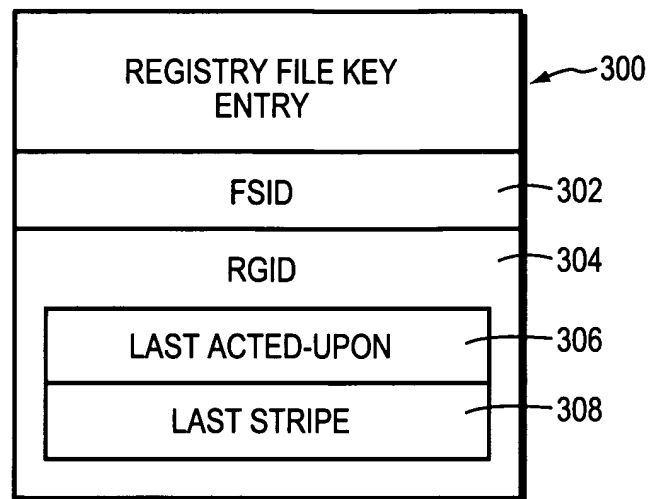 REGISTRY FILE KEY
ENTRY
300
FSID
302
RGID
304
LAST ACTED-UPON
306
LAST STRIPE
308